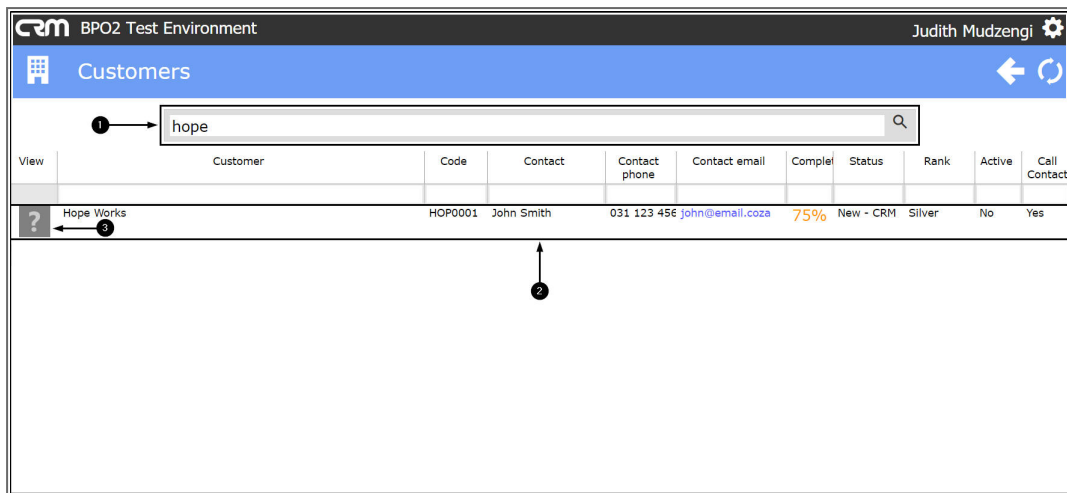 CRM BPO2 Test Environment Judith Mudzengi
Customers
1 hope
View Customer Code Contact Contact phone Contact email Complet Status Rank Active Call Contact
? Hope Works HOP0001 John Smith 031 123 456 john@email.coza 75% New - CRM Silver No Yes
3
2